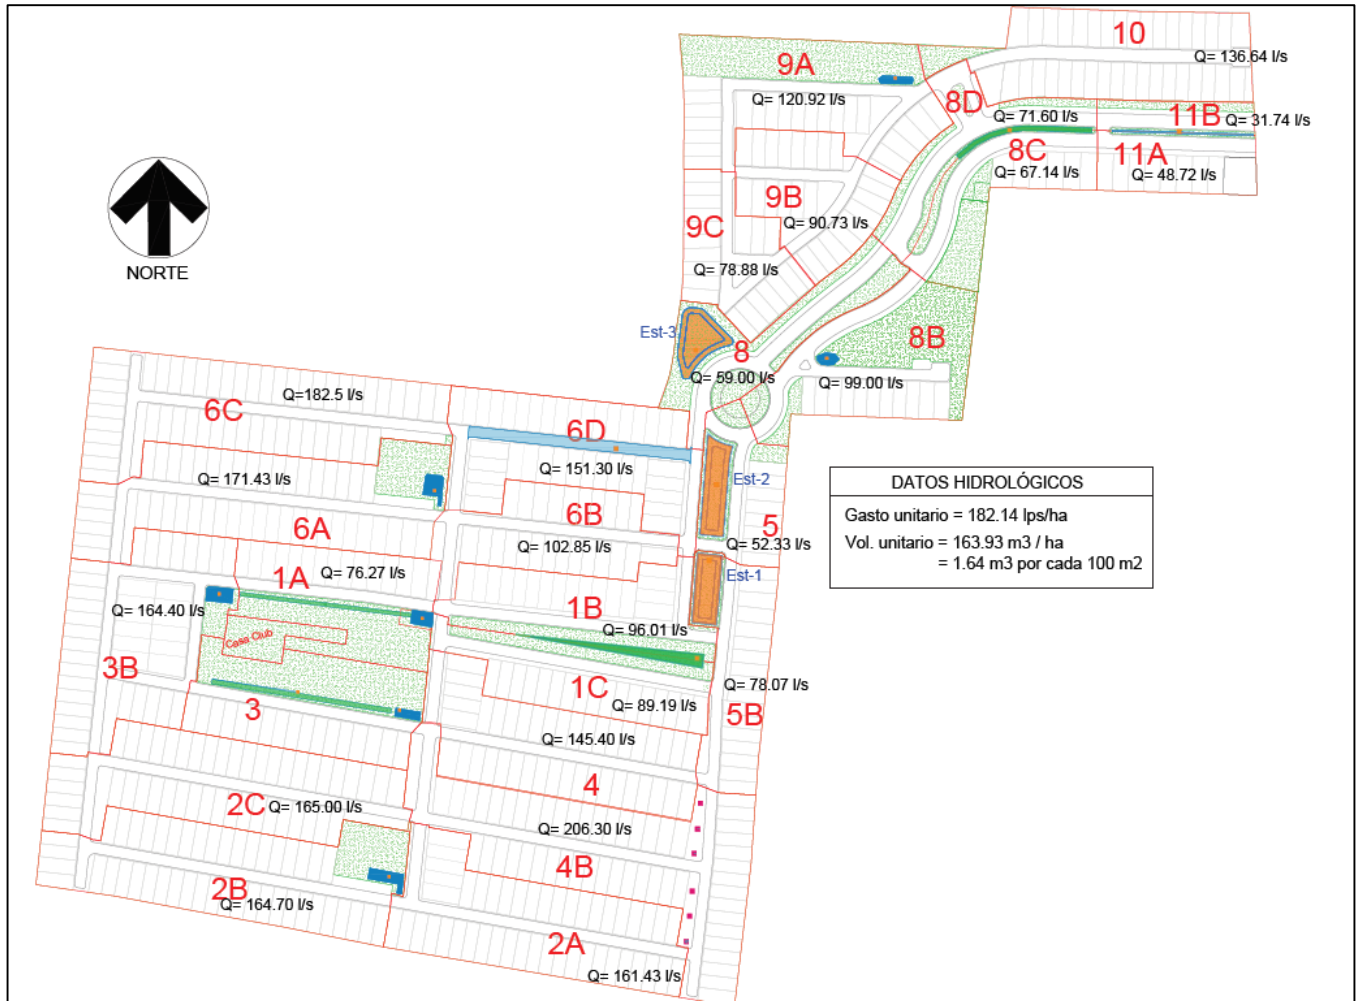 10
Q= 136.64 l/s
9A
Q= 120.92 l/s
8D
Q= 71.60 l/s
11B
Q= 31.74 l/s
8C
Q= 67.14 l/s
11A
Q= 48.72 l/s
9B
Q= 90.73 l/s
9C
Q= 78.88 l/s
NORTE
Est-3
8
Q= 59.00 l/s
8B
Q= 99.00 l/s
Q=182.5 l/s
6C
6D
Q= 151.30 l/s
Q= 171.43 l/s
Est-2
6A
6B
Q= 102.85 l/s
5
Q= 52.33 l/s
DATOS HIDROLÓGICOS
Gasto unitario = 182.14 lps/ha
Vol. unitario = 163.93 m3 / ha
= 1.64 m3 por cada 100 m2
Q= 76.27 l/s
1A
Est-1
Q= 164.40 l/s
1B
Q= 96.01 l/s
Casa Club
3B
3
1C
Q= 89.19 l/s
Q= 78.07 l/s
5B
Q= 145.40 l/s
4
2C
Q= 165.00 l/s
Q= 206.30 l/s
4B
2B
Q= 164.70 l/s
2A
Q= 161.43 l/s